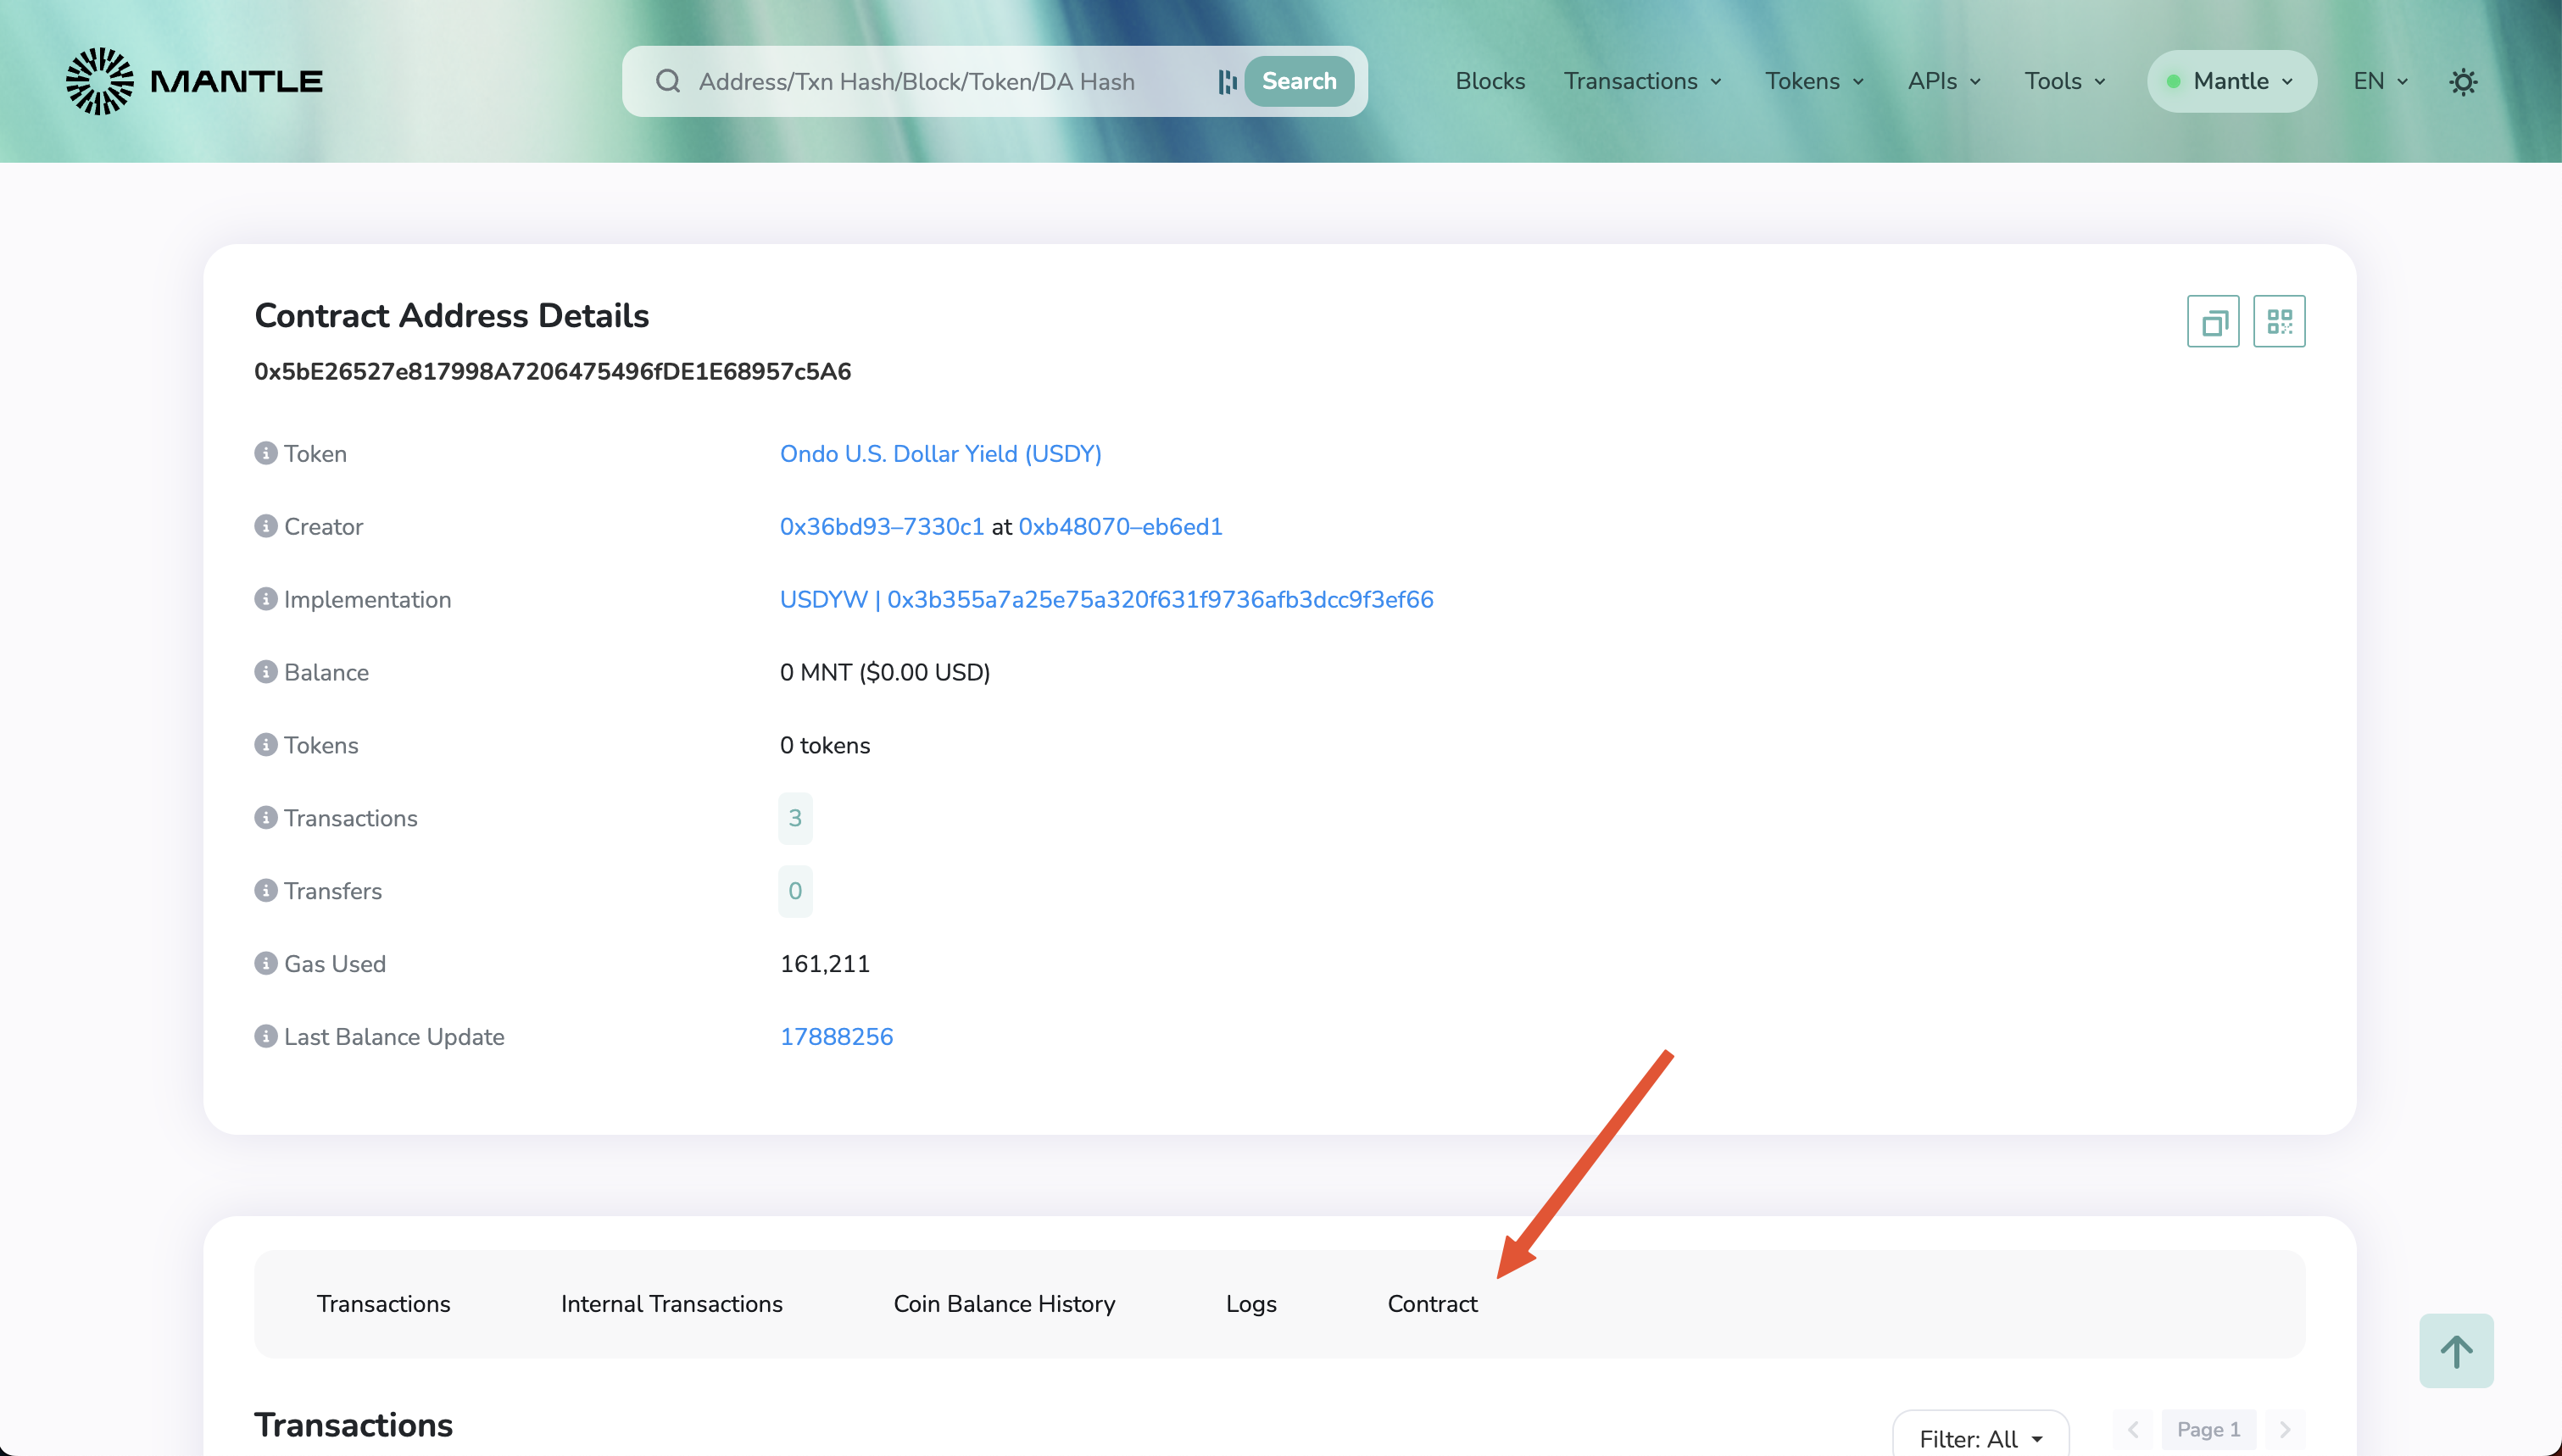 MANTLE
Address/Txn Hash/Block/Token/DA Hash
Search
Blocks
Transactions
Tokens
APIs
Tools
Mantle
EN
Contract Address Details
0x5bE26527e817998A7206475496fDE1E68957c5A6
Token Ondo U.S. Dollar Yield (USDY)
Creator 0x36bd93–7330c1 at 0xb48070–eb6ed1
Implementation USDYW | 0x3b355a7a25e75a320f631f9736afb3dcc9f3ef66
Balance 0 MNT ($0.00 USD)
Tokens 0 tokens
Transactions 3
Transfers 0
Gas Used 161,211
Last Balance Update 17888256
Transactions
Internal Transactions
Coin Balance History
Logs
Contract
Transactions
Filter: All
Page 1